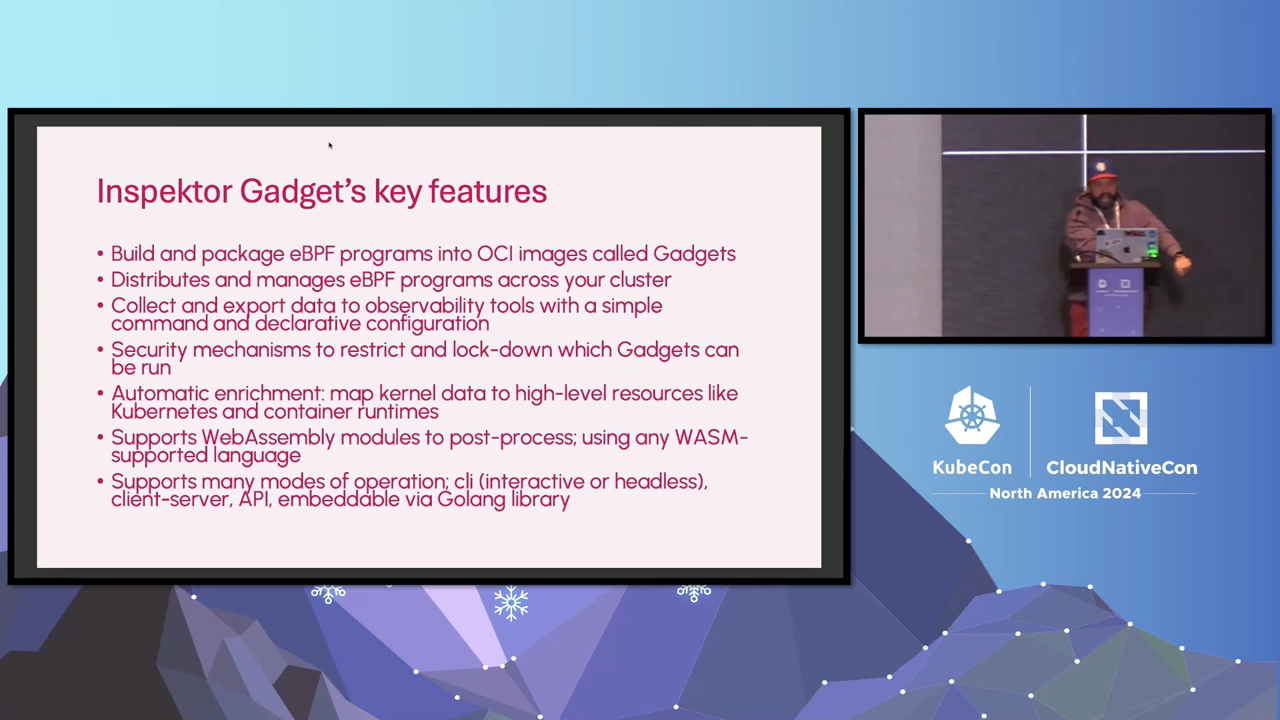 Inspektor Gadget's key features
• Build and package eBPF programs into OCI images called Gadgets
• Distributes and manages eBPF programs across your cluster
• Collect and export data to observability tools with a simple
command and declarative configuration
• Security mechanisms to restrict and lock-down which Gadgets can
be run
• Automatic enrichment: map kernel data to high-level resources like
Kubernetes and container runtimes
• Supports WebAssembly modules to post-process; using any WASM-
supported language
• Supports many modes of operation; cli (interactive or headless),
client-server, API, embeddable via Golang library
KubeCon
CloudNativeCon
North America 2024